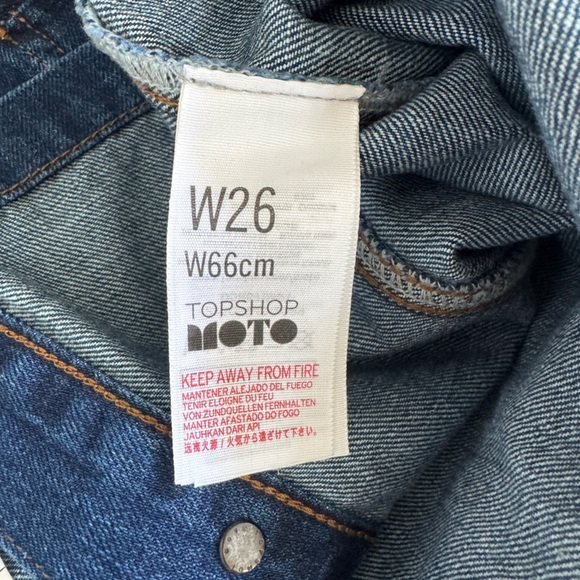 W26
W66cm
TOPSHOP
MOTO
KEEP AWAY FROM FIRE
MANTENER ALEJADO DEL FUEGO
TENIR ELOIGNE DU FEU
VON ZUNDQUELLEN FERNHALTEN
MANTER AFASTADO DO FOGO
JAUHKAN DARI API
远离火源 / 火気から遠ざけて下さい。